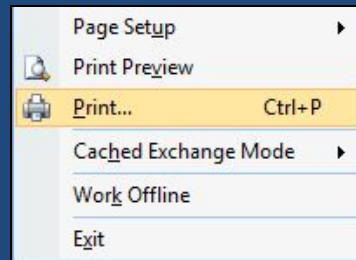 Page Setup
Print Preview
Print... Ctrl+P
Cached Exchange Mode
Work Offline
Exit